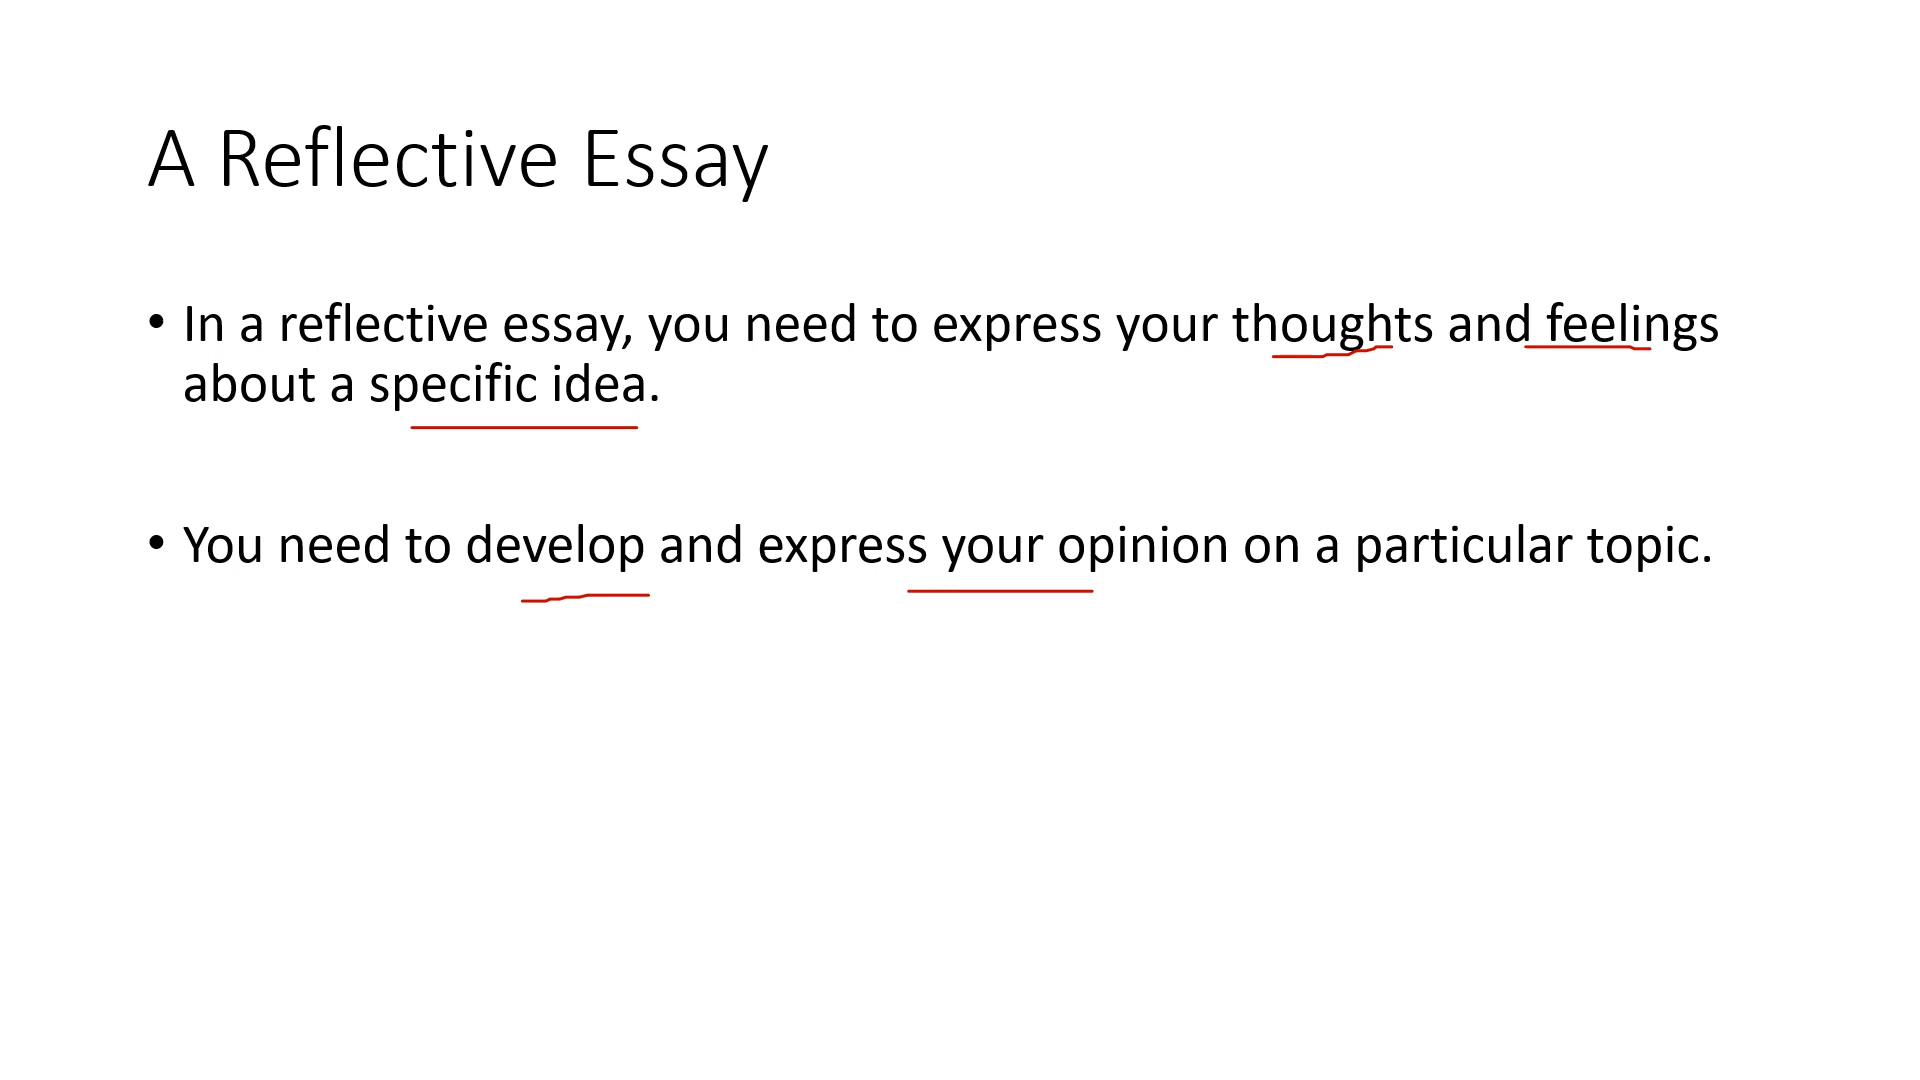 A Reflective Essay
• In a reflective essay, you need to express your thoughts and feelings
about a specific idea.
• You need to develop and express your opinion on a particular topic.